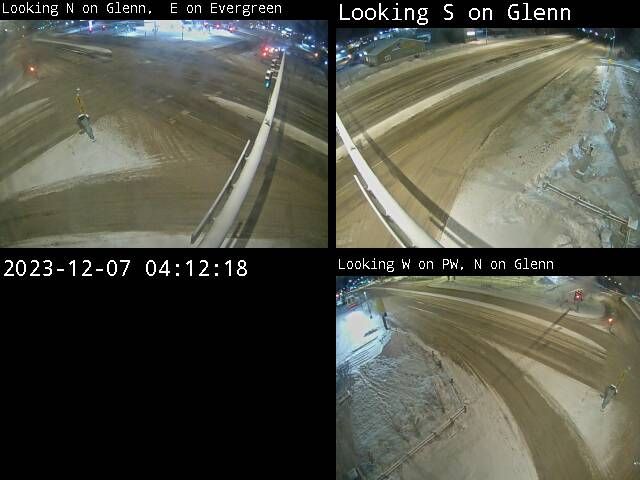 Looking N on Glenn,  E on Evergreen
Looking S on Glenn
2023-12-07 04:12:18
Looking W on PW, N on Glenn